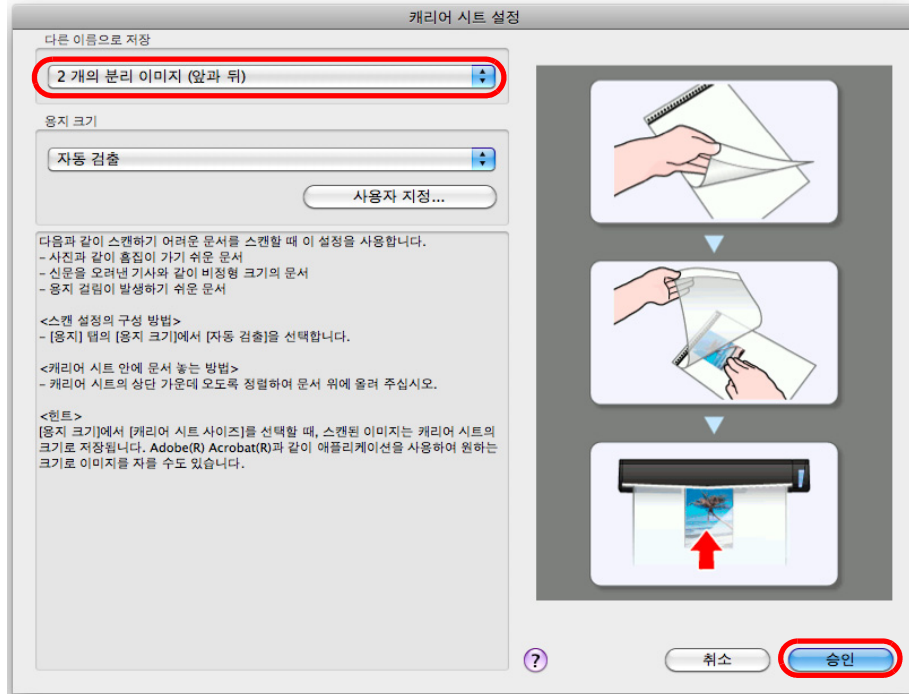 캐리어 시트 설정
다른 이름으로 저장
2 개의 분리 이미지 (앞과 뒤)
용지 크기
자동 검출
사용자 지정...
다음과 같이 스캔하기 어려운 문서를 스캔할 때 이 설정을 사용합니다.
– 사진과 같이 흠집이 가기 쉬운 문서
– 신문을 오려낸 기사와 같이 비정형 크기의 문서
– 용지 걸림이 발생하기 쉬운 문서
<스캔 설정의 구성 방법>
– [용지] 탭의 [용지 크기]에서 [자동 검출]을 선택합니다.
<캐리어 시트 안에 문서 놓는 방법>
– 캐리어 시트의 상단 가운데 오도록 정렬하여 문서 위에 올려 주십시오.
<힌트>
[용지 크기]에서 [캐리어 시트 사이즈]를 선택할 때, 스캔된 이미지는 캐리어 시트의
크기로 저장됩니다. Adobe(R) Acrobat(R)과 같이 애플리케이션을 사용하여 원하는
크기로 이미지를 자를 수도 있습니다.
?
취소
승인